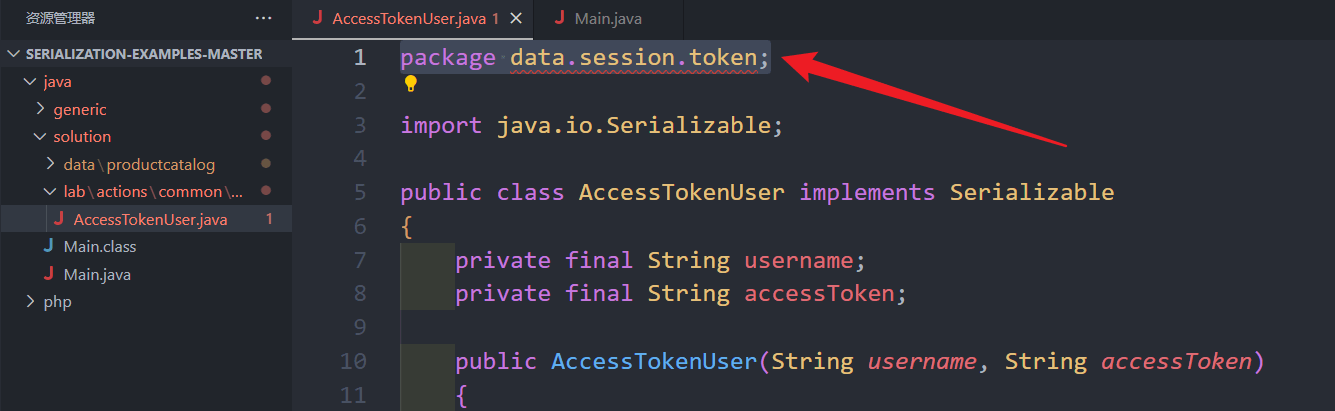 资源管理器 ···
SERIALIZATION-EXAMPLES-MASTER
java
generic
solution
data\productcatalog
lab\actions\common\...
AccessTokenUser.java 1
Main.class
Main.java
php
AccessTokenUser.java 1 ×
Main.java
1 package data.session.token;
2
3 import java.io.Serializable;
4
5 public class AccessTokenUser implements Serializable
6 {
7 private final String username;
8 private final String accessToken;
9
10 public AccessTokenUser(String username, String accessToken)
11 {